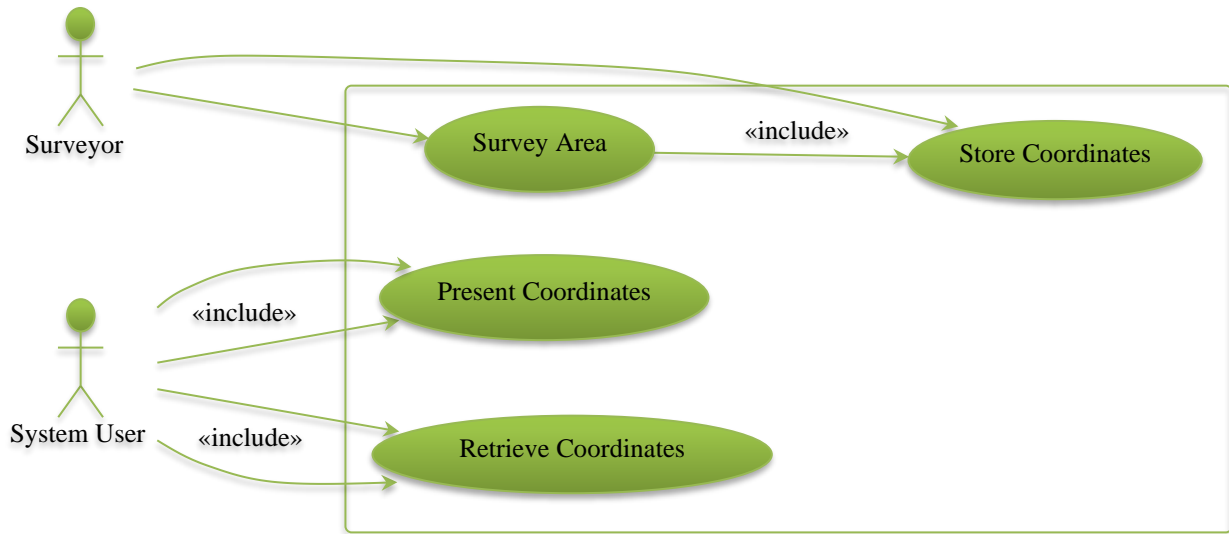 Surveyor
Survey Area
«include»
Store Coordinates
Present Coordinates
«include»
System User
«include»
Retrieve Coordinates